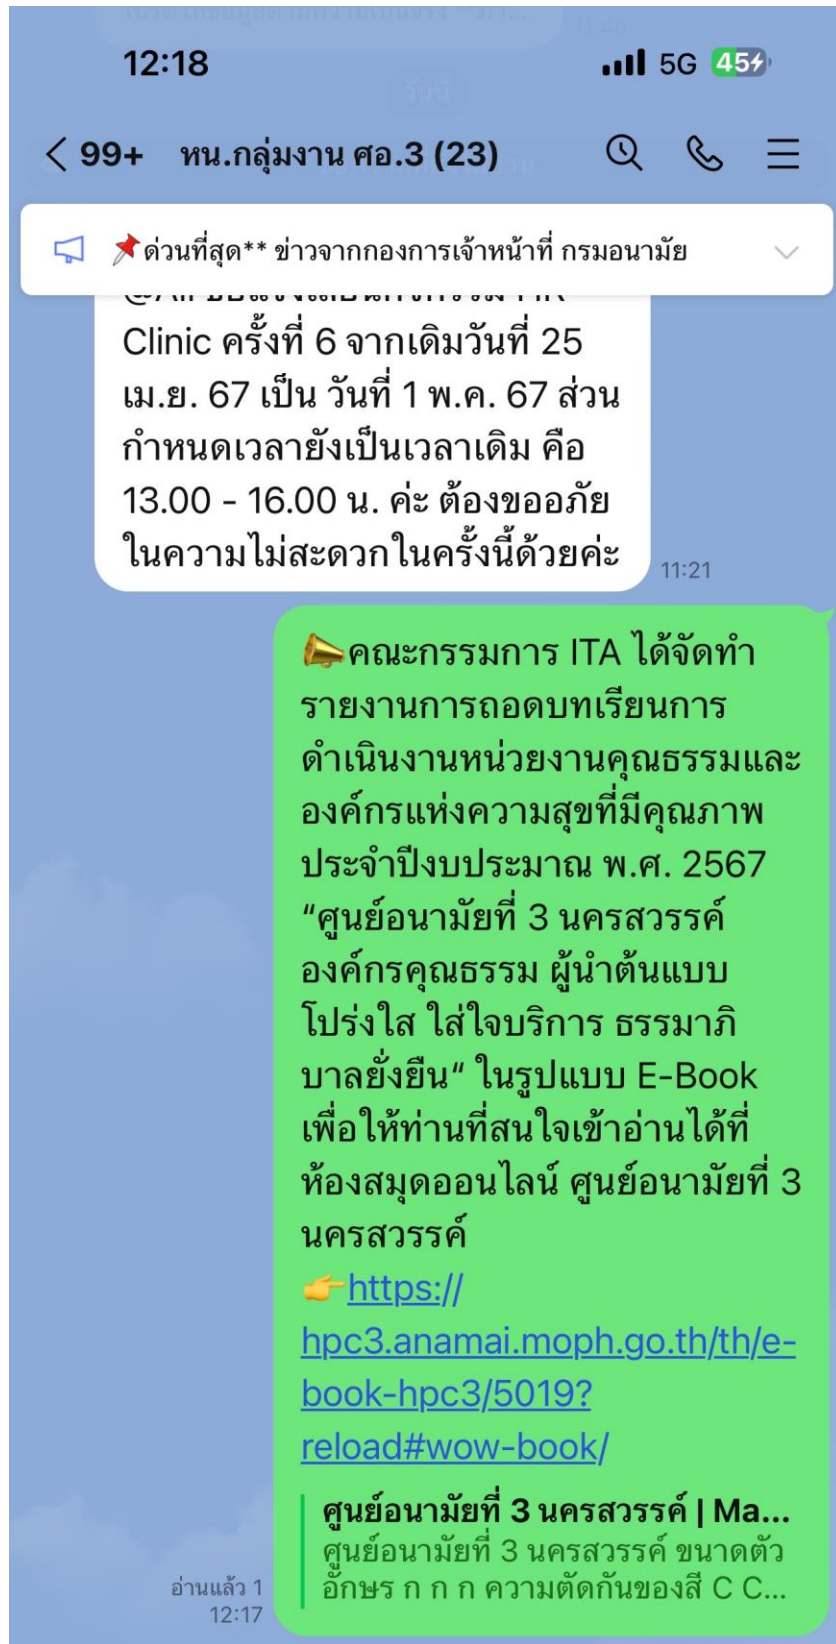 12:18
5G 45
99+ หน.กลุ่มงาน ศอ.3 (23)
ด่วนที่สุด** ข่าวจากกองการเจ้าหน้าที่ กรมอนามัย
Clinic ครั้งที่ 6 จากเดิมวันที่ 25
เม.ย. 67 เป็น วันที่ 1 พ.ค. 67 ส่วน
กำหนดเวลายังเป็นเวลาเดิม คือ
13.00 - 16.00 น. ค่ะ ต้องขออภัย
ในความไม่สะดวกในครั้งนี้ด้วยค่ะ
11:21
คณะกรรมการ ITA ได้จัดทำ
รายงานการถอดบทเรียนการ
ดำเนินงานหน่วยงานคุณธรรมและ
องค์กรแห่งความสุขที่มีคุณภาพ
ประจำปีงบประมาณ พ.ศ. 2567
“ศูนย์อนามัยที่ 3 นครสวรรค์
องค์กรคุณธรรม ผู้นำต้นแบบ
โปร่งใส ใส่ใจบริการ ธรรมาภิ
บาลยั่งยืน“ ในรูปแบบ E-Book
เพื่อให้ท่านที่สนใจเข้าอ่านได้ที่
ห้องสมุดออนไลน์ ศูนย์อนามัยที่ 3
นครสวรรค์
https://
hpc3.anamai.moph.go.th/th/e-
book-hpc3/5019?
reload#wow-book/
ศูนย์อนามัยที่ 3 นครสวรรค์ | Ma...
ศูนย์อนามัยที่ 3 นครสวรรค์ ขนาดตัว
อักษร ก ก ก ความตัดกันของสี C C...
อ่านแล้ว 1
12:17